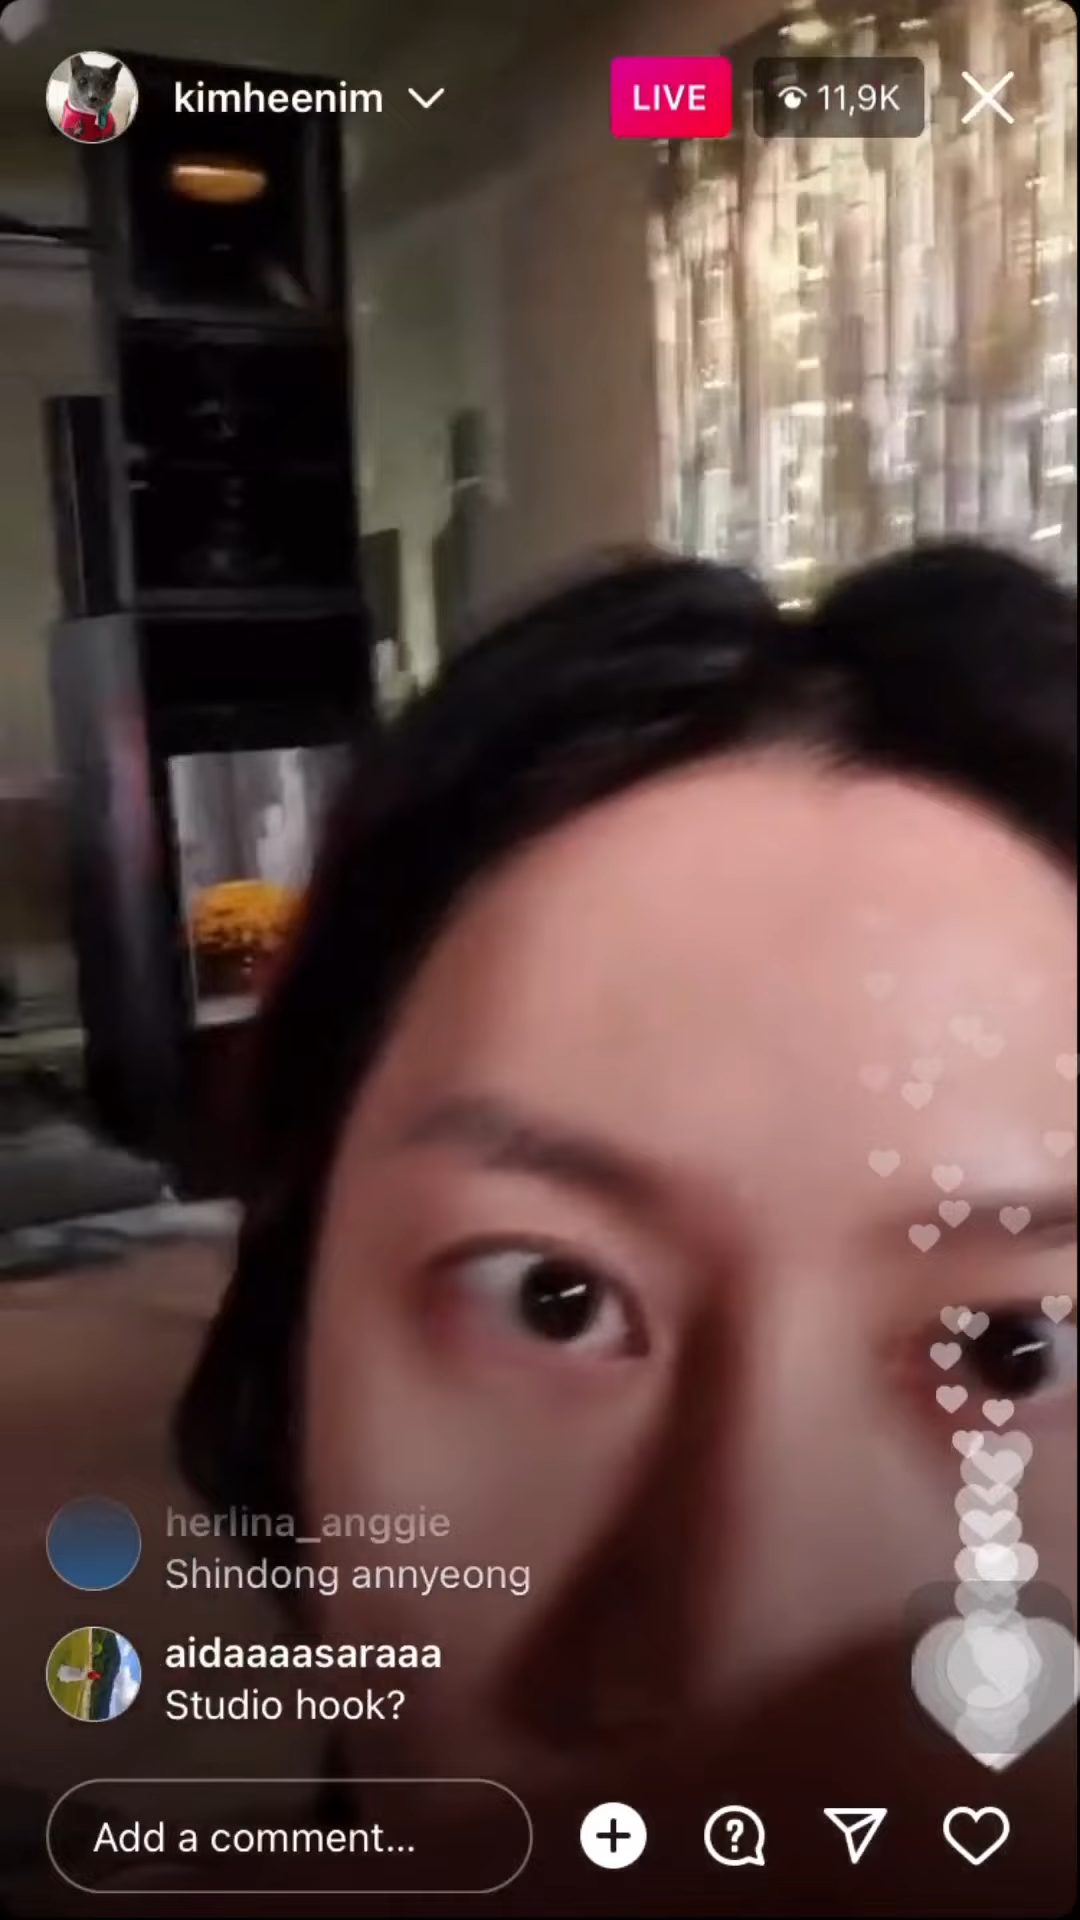 kimheenim
LIVE
11,9K
herlina_anggie
Shindong annyeong
aidaaaasaraaa
Studio hook?
Add a comment...